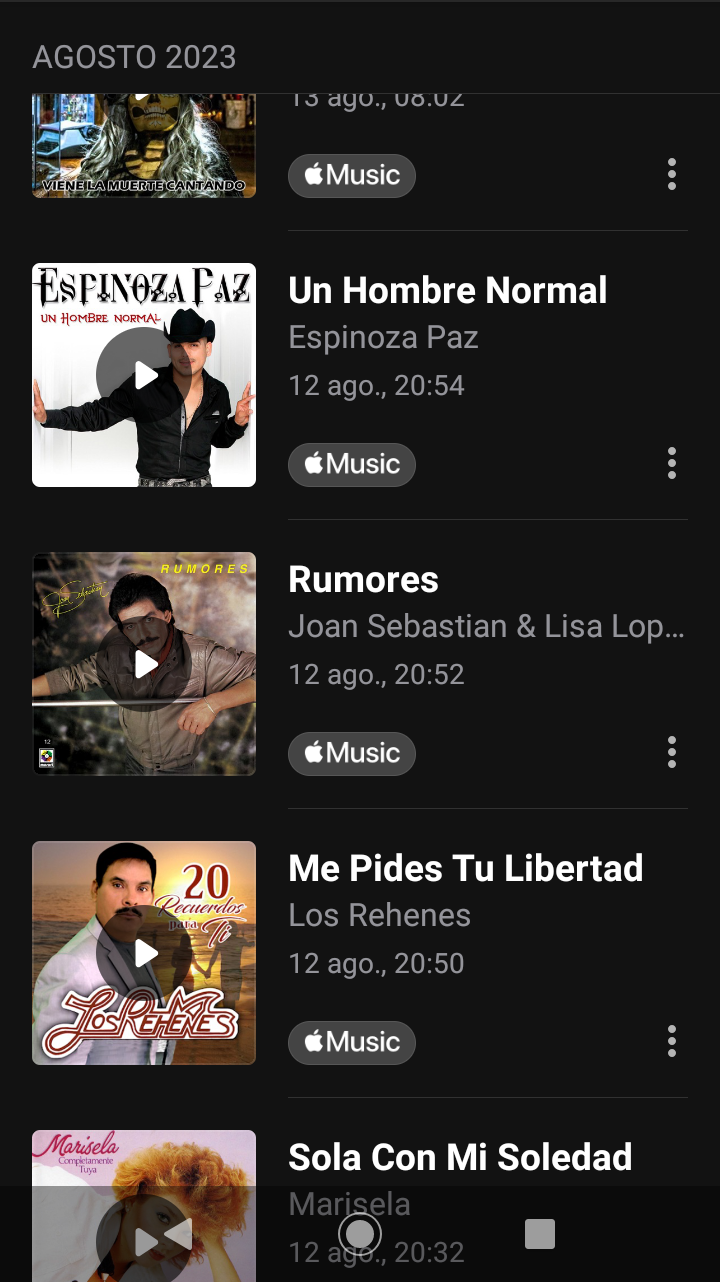 AGOSTO 2023
13 ago., 08:02
VIENE LA MUERTE CANTANDO
Music
ESPINOZA PAZ
UN HOMBRE NORMAL
Un Hombre Normal
Espinoza Paz
12 ago., 20:54
Music
RUMORES
Joan Sebastian
12
Rumores
Joan Sebastian & Lisa Lop...
12 ago., 20:52
Music
20
Recuerdos
para
Ti
LOS REHENES
Me Pides Tu Libertad
Los Rehenes
12 ago., 20:50
Music
Marisela
Completamente
Tuya
Sola Con Mi Soledad
Marisela
12 ago., 20:32